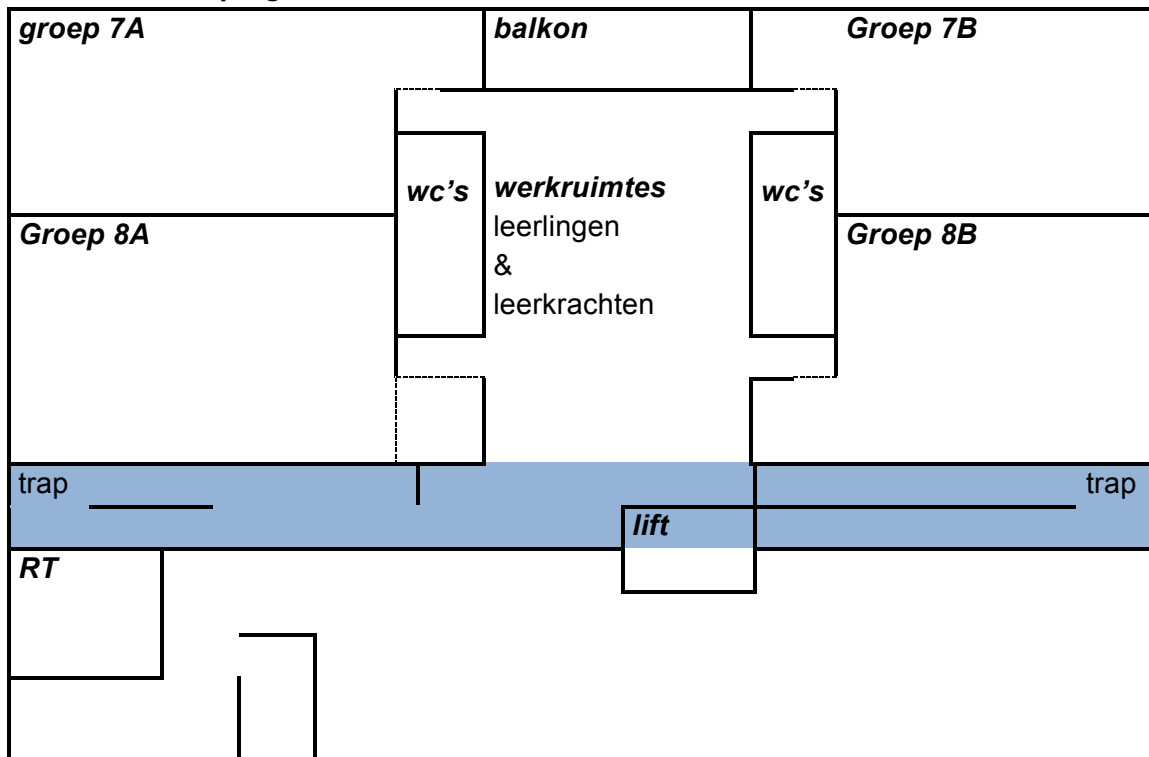 groep 7A
balkon
Groep 7B
wc's
werkruimtes
leerlingen
&
leerkrachten
wc's
Groep 8A
Groep 8B
trap
trap
lift
RT